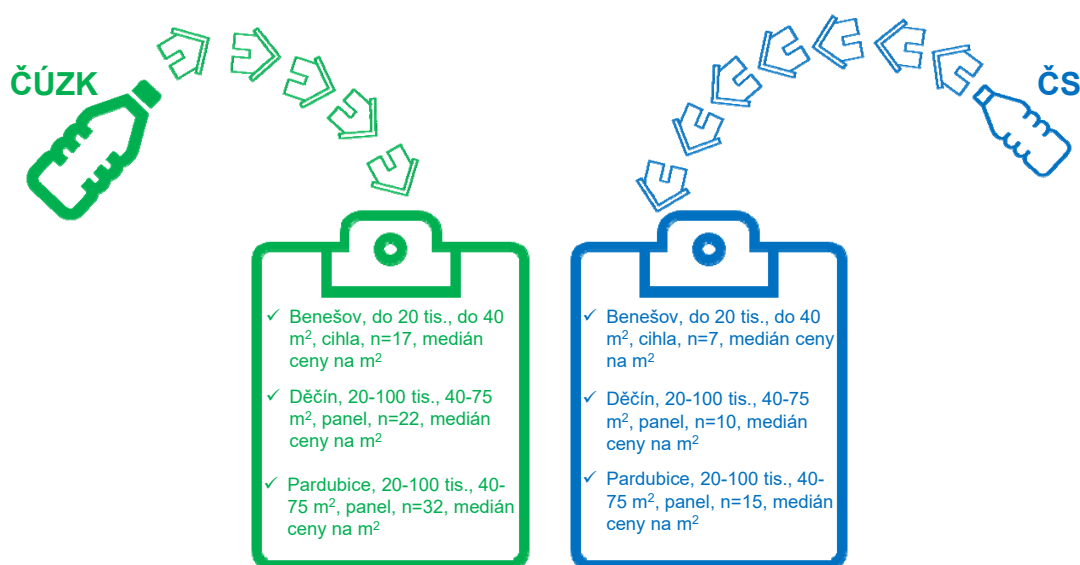 ČÚZK
ČS
✓ Benešov, do 20 tis., do 40
m², cihla, n=17, medián
ceny na m²
✓ Děčín, 20-100 tis., 40-75
m², panel, n=22, medián
ceny na m²
✓ Pardubice, 20-100 tis., 40-
75 m², panel, n=32, medián
ceny na m²
✓ Benešov, do 20 tis., do 40
m², cihla, n=7, medián ceny
na m²
✓ Děčín, 20-100 tis., 40-75
m², panel, n=10, medián
ceny na m²
✓ Pardubice, 20-100 tis., 40-
75 m², panel, n=15, medián
ceny na m²